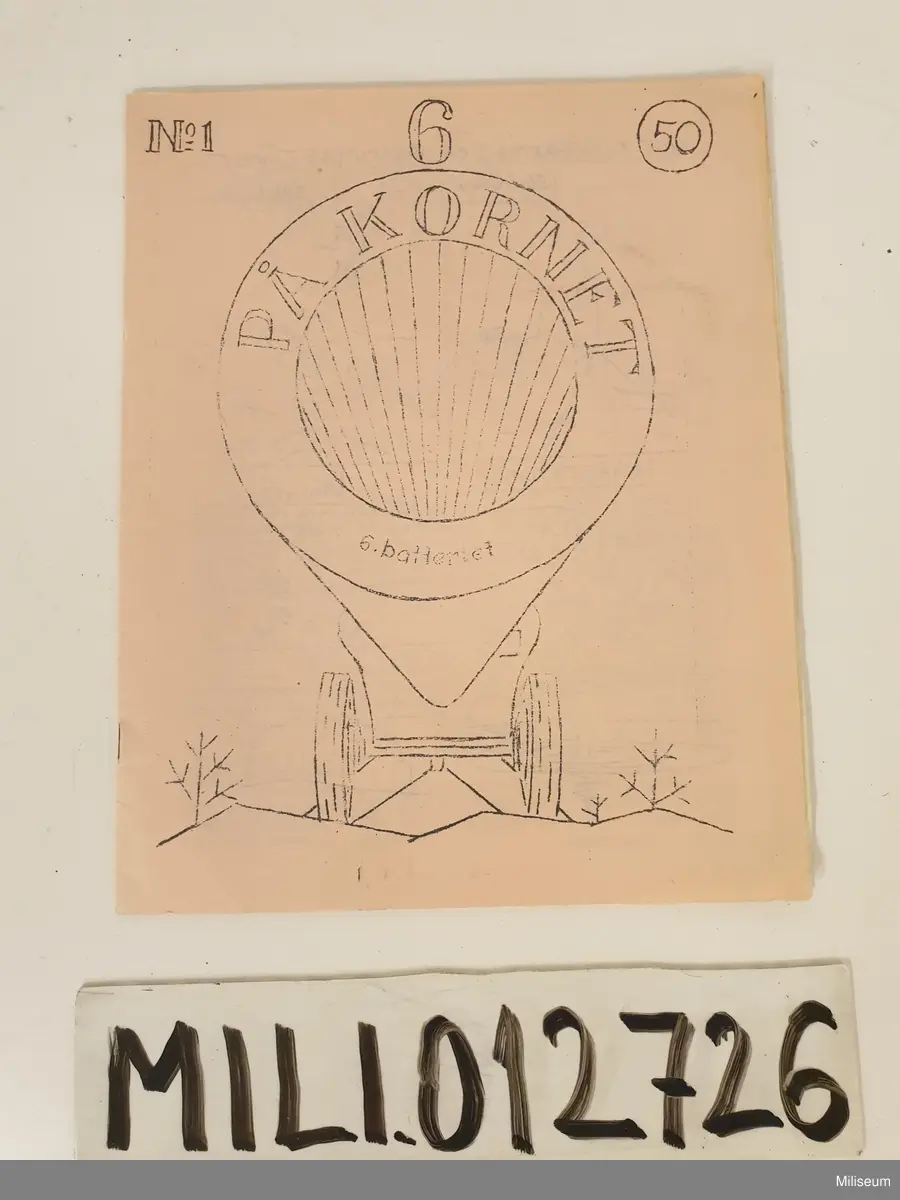 №1
6
50
PÅ KORNET
6. batteriet
MILI.012726
Miliseum